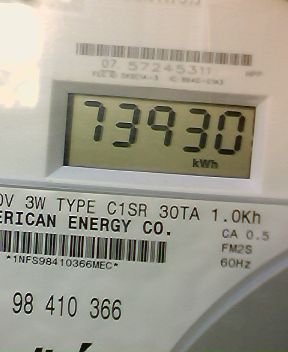 07 57245311
73930
kWh
0V 3W TYPE C1SR 30TA 1.0Kh
ERICAN ENERGY CO.
CA 0.5
FM2S
60Hz
*1NFS98410366MEC*
98 410 366